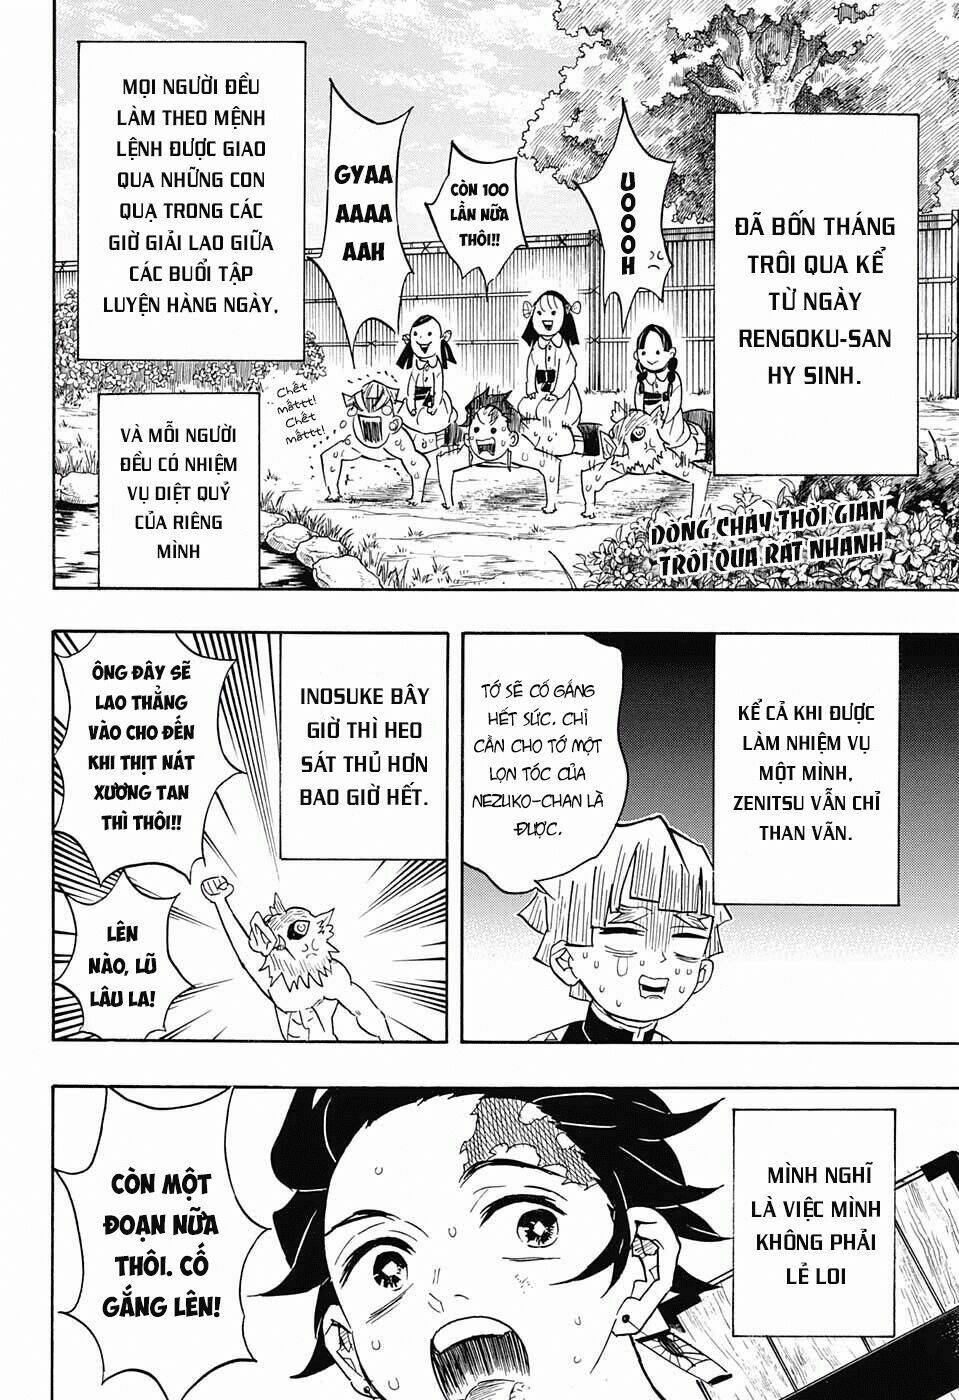 ĐÃ BỐN THÁNG
TRÔI QUA KỂ
TỪ NGÀY
RENGOKU-SAN
HY SINH.
UOOOH
CÒN 100
LẦN NỮA
THÔI!!
GYAA
AAAA
AAH
MỌI NGƯỜI ĐỀU
LÀM THEO MỆNH
LỆNH ĐƯỢC GIAO
QUA NHỮNG CON
QUẠ TRONG CÁC
GIỜ GIẢI LAO GIỮA
CÁC BUỔI TẬP
LUYỆN HÀNG NGÀY,
Chết
mấttt!
Chết
mấttt!
VÀ MỖI NGƯỜI
ĐỀU CÓ NHIỆM
VỤ DIỆT QUỶ
CỦA RIÊNG
MÌNH
DÒNG CHẢY THỜI GIAN
TRÔI QUA RẤT NHANH
KỂ CẢ KHI ĐƯỢC
LÀM NHIỆM VỤ
MỘT MÌNH,
ZENITSU VẪN CHỈ
THAN VÃN.
TỚ SẼ CỐ GẮNG
HẾT SỨC. CHỈ
CẦN CHO TỚ MỘT
LỌN TÓC CỦA
NEZUKO-CHAN LÀ
ĐƯỢC.
INOSUKE BÂY
GIỜ THÌ HEO
SÁT THỦ HƠN
BAO GIỜ HẾT.
ÔNG ĐÂY SẼ
LAO THẲNG
VÀO CHO ĐẾN
KHI THỊT NÁT
XƯƠNG TAN
THÌ THÔI!!
LÊN
NÀO, LŨ
LÂU LA!
MÌNH NGHĨ
LÀ VIỆC MÌNH
KHÔNG PHẢI
LẺ LOI
CÒN MỘT
ĐOẠN NỮA
THÔI. CỐ
GẮNG LÊN!